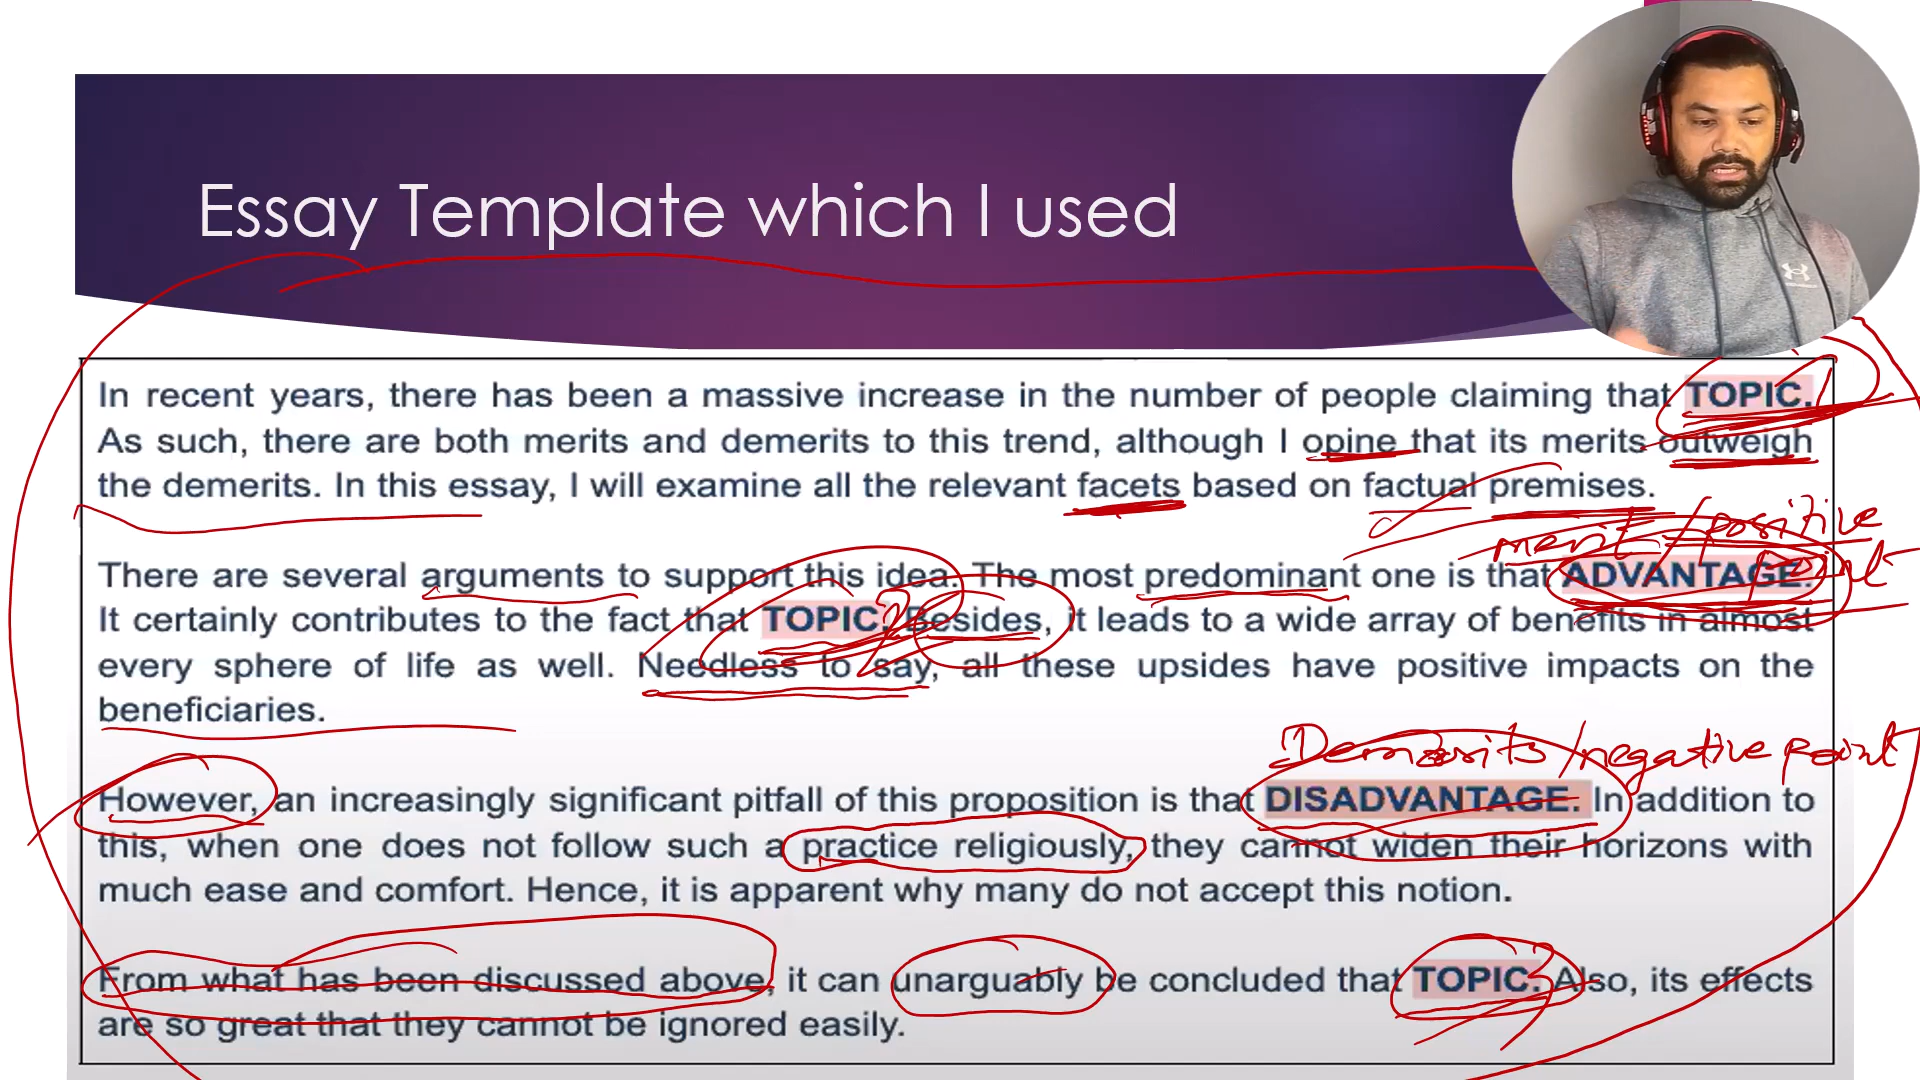 Essay Template which I used
In recent years, there has been a massive increase in the number of people claiming that TOPIC. 1
As such, there are both merits and demerits to this trend, although I opine that its merits outweigh
the demerits. In this essay, I will examine all the relevant facets based on factual premises.
merit / positive
point
There are several arguments to support this idea. The most predominant one is that ADVANTAGE.
It certainly contributes to the fact that TOPIC. 2 Besides, it leads to a wide array of benefits in almost
every sphere of life as well. Needless to say, all these upsides have positive impacts on the
beneficiaries.
Demerits / negative point
However, an increasingly significant pitfall of this proposition is that DISADVANTAGE. In addition to
this, when one does not follow such a practice religiously, they cannot widen their horizons with
much ease and comfort. Hence, it is apparent why many do not accept this notion.
From what has been discussed above, it can unarguably be concluded that TOPIC. 3 Also, its effects
are so great that they cannot be ignored easily.